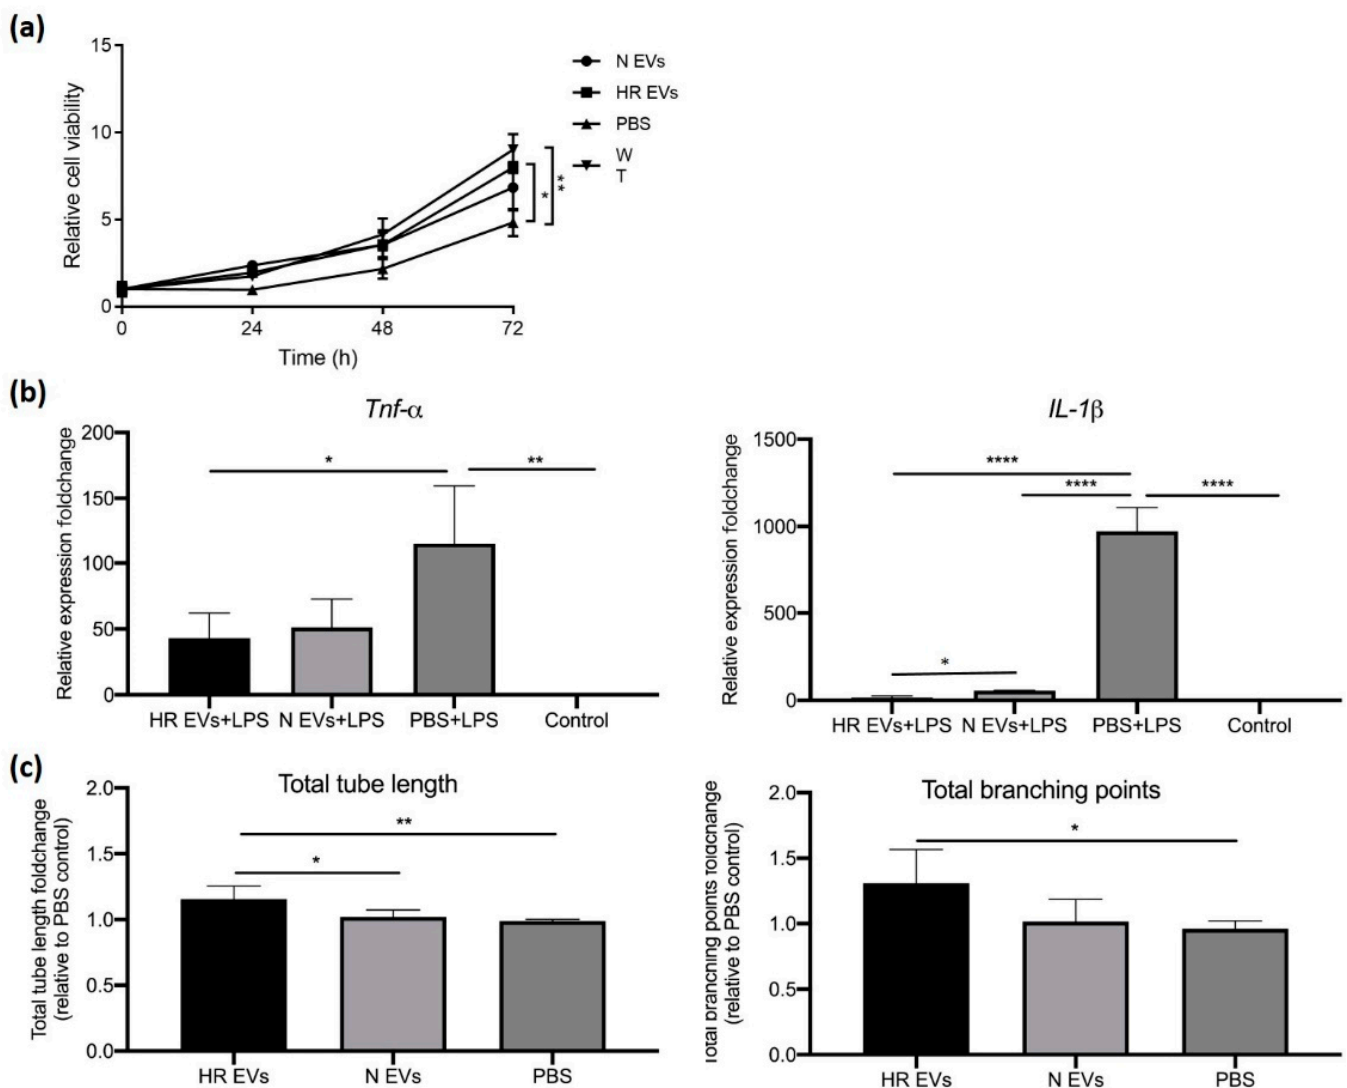 (a)
15
10
5
0
Relative cell viability
0 24 48 72
Time (h)
N EVs
HR EVs
PBS
W
T
*
**
(b)
Tnf-α
200
150
100
50
0
Relative expression foldchange
*
**
HR EVs+LPS N EVs+LPS PBS+LPS Control
IL-1β
1500
1000
500
0
Relative expression foldchange
****
****
****
*
HR EVs+LPS N EVs+LPS PBS+LPS Control
(c)
Total tube length
2.0
1.5
1.0
0.5
0.0
Total tube length foldchange
(relative to PBS control)
**
*
HR EVs N EVs PBS
Total branching points
2.0
1.5
1.0
0.5
0.0
Total branching points foldchange
(relative to PBS control)
*
HR EVs N EVs PBS